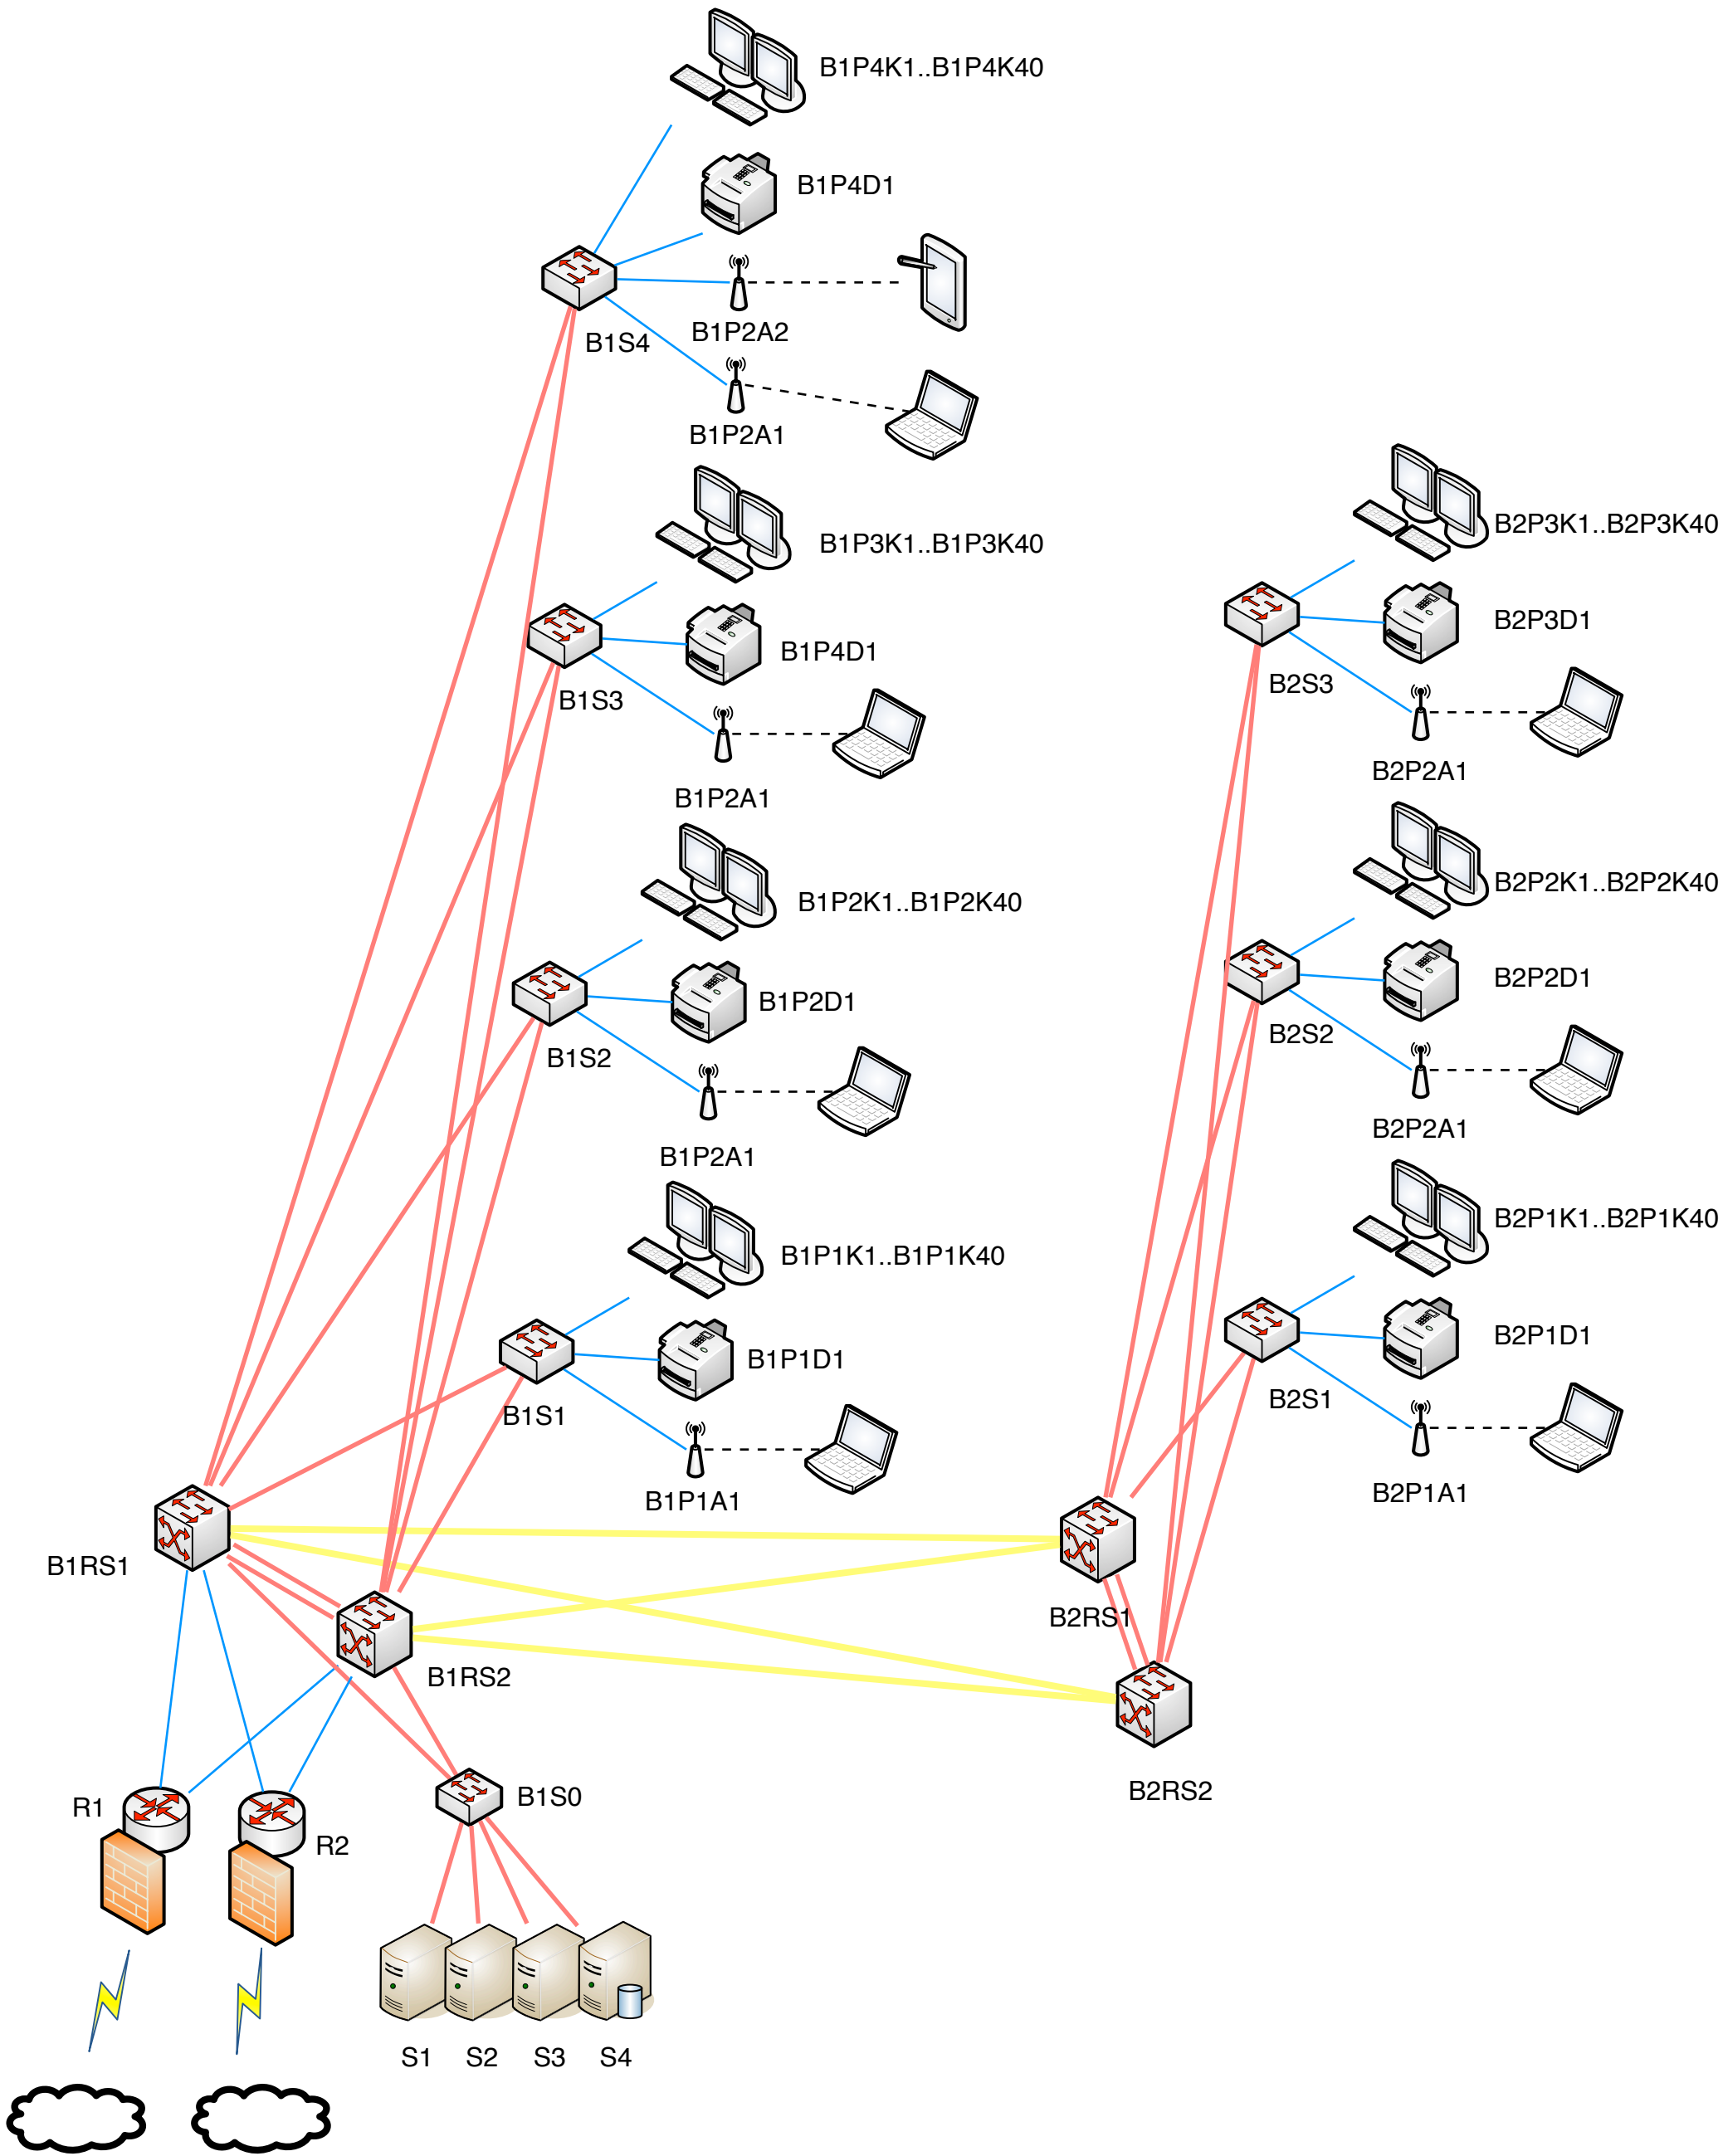 B1P4K1..B1P4K40
B1P4D1
B1S4
B1P2A2
B1P2A1
B1P3K1..B1P3K40
B1P4D1
B1S3
B1P2A1
B1P2K1..B1P2K40
B1P2D1
B1S2
B1P2A1
B1P1K1..B1P1K40
B1P1D1
B1S1
B1P1A1
B2P3K1..B2P3K40
B2P3D1
B2S3
B2P2A1
B2P2K1..B2P2K40
B2P2D1
B2S2
B2P2A1
B2P1K1..B2P1K40
B2P1D1
B2S1
B2P1A1
B1RS1
B1RS2
B2RS1
B2RS2
R1
R2
B1S0
S1
S2
S3
S4